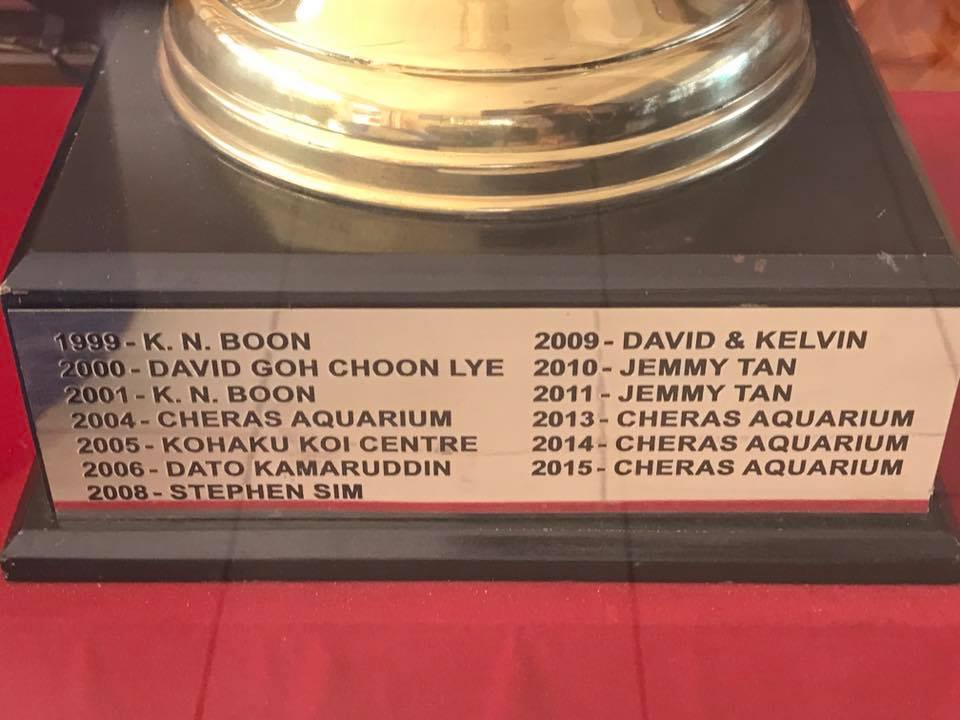 1999 - K. N. BOON
2000 - DAVID GOH CHOON LYE
2001 - K. N. BOON
2004 - CHERAS AQUARIUM
2005 - KOHAKU KOI CENTRE
2006 - DATO KAMARUDDIN
2008 - STEPHEN SIM
2009 - DAVID & KELVIN
2010 - JEMMY TAN
2011 - JEMMY TAN
2013 - CHERAS AQUARIUM
2014 - CHERAS AQUARIUM
2015 - CHERAS AQUARIUM